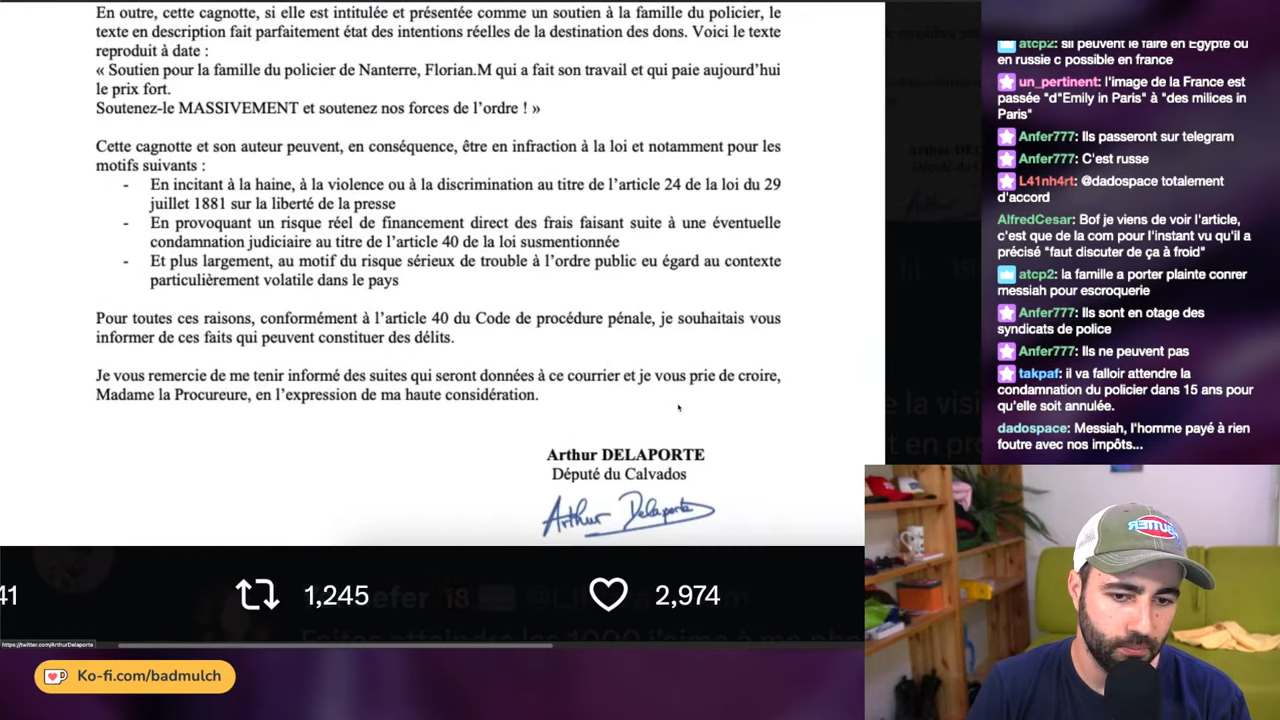 En outre, cette cagnotte, si elle est intitulée et présentée comme un soutien à la famille du policier, le
texte en description fait parfaitement état des intentions réelles de la destination des dons. Voici le texte
reproduit à date :
« Soutien pour la famille du policier de Nanterre, Florian.M qui a fait son travail et qui paie aujourd’hui
le prix fort.
Soutenez-le MASSIVEMENT et soutenez nos forces de l’ordre ! »
Cette cagnotte et son auteur peuvent, en conséquence, être en infraction à la loi et notamment pour les
motifs suivants :
- En incitant à la haine, à la violence ou à la discrimination au titre de l’article 24 de la loi du 29
juillet 1881 sur la liberté de la presse
- En provoquant un risque réel de financement direct des frais faisant suite à une éventuelle
condamnation judiciaire au titre de l’article 40 de la loi susmentionnée
- Et plus largement, au motif du risque sérieux de trouble à l’ordre public eu égard au contexte
particulièrement volatile dans le pays
Pour toutes ces raisons, conformément à l’article 40 du Code de procédure pénale, je souhaitais vous
informer de ces faits qui peuvent constituer des délits.
Je vous remercie de me tenir informé des suites qui seront données à ce courrier et je vous prie de croire,
Madame la Procureure, en l’expression de ma haute considération.
Arthur DELAPORTE
Député du Calvados
Arthur Delaporte
41
1,245
2,974
https://twitter.com/ArthurDelaporte
Ko-fi.com/badmulch
atcp2: sil peuvent le faire en Egypte ou
en russie c possible en france
un_pertinent: l'image de la France est
passée "d"Emily in Paris" à "des milices in
Paris"
Anfer777: Ils passeront sur telegram
Anfer777: C'est russe
L41nh4rt: @dadospace totalement
d'accord
AlfredCesar: Bof je viens de voir l'article,
c'est que de la com pour l'instant vu qu'il a
précisé "faut discuter de ça à froid"
atcp2: la famille a porter plainte conrer
messiah pour escroquerie
Anfer777: Ils sont en otage des
syndicats de police
Anfer777: Ils ne peuvent pas
takpaf: il va falloir attendre la
condamnation du policier dans 15 ans pour
qu'elle soit annulée.
dadospace: Messiah, l'homme payé à rien
foutre avec nos impôts...